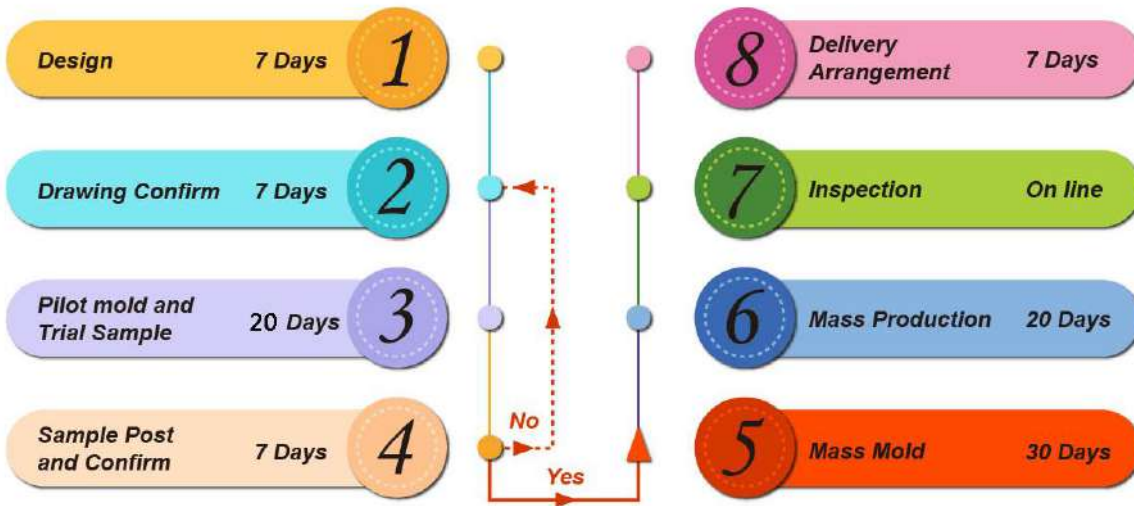 Design 7 Days 1
Drawing Confirm 7 Days 2
Pilot mold and
Trial Sample 20 Days 3
Sample Post
and Confirm 7 Days 4
No
Yes
8 Delivery
Arrangement 7 Days
7 Inspection On line
6 Mass Production 20 Days
5 Mass Mold 30 Days